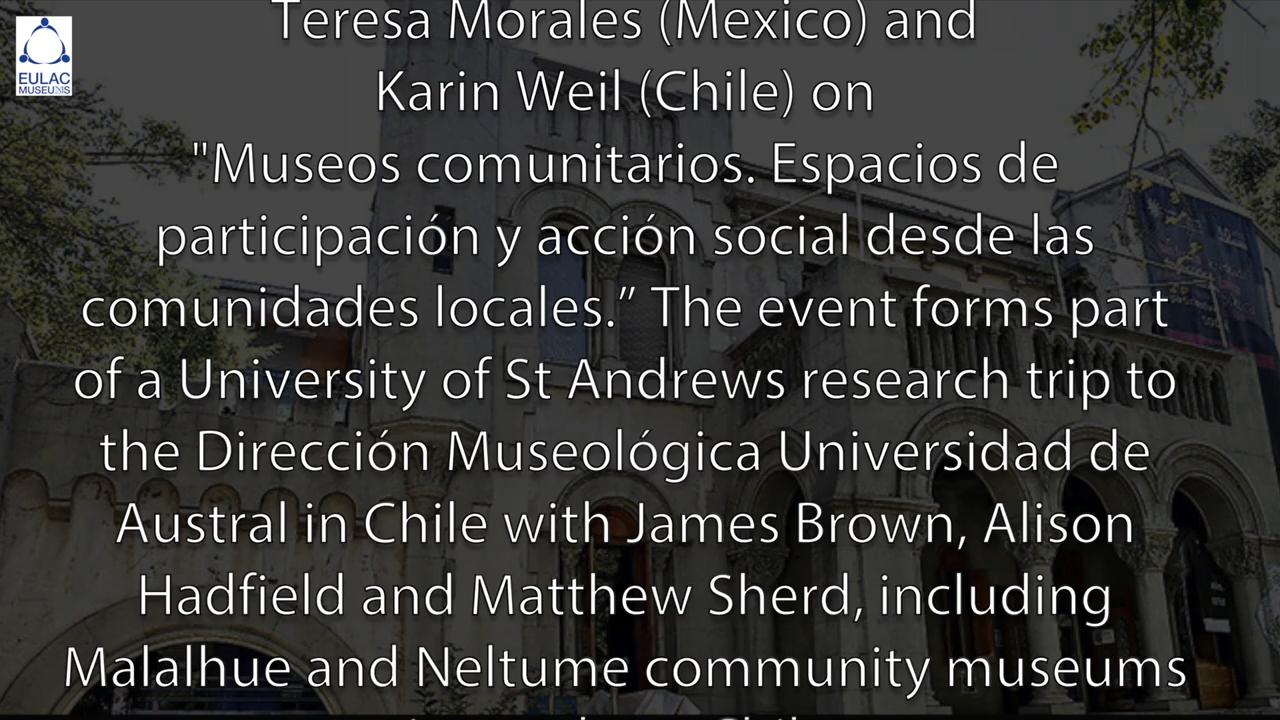 EULAC
MUSEUMS
Teresa Morales (Mexico) and
Karin Weil (Chile) on
"Museos comunitarios. Espacios de
participación y acción social desde las
comunidades locales.” The event forms part
of a University of St Andrews research trip to
the Dirección Museológica Universidad de
Austral in Chile with James Brown, Alison
Hadfield and Matthew Sherd, including
Malalhue and Neltume community museums